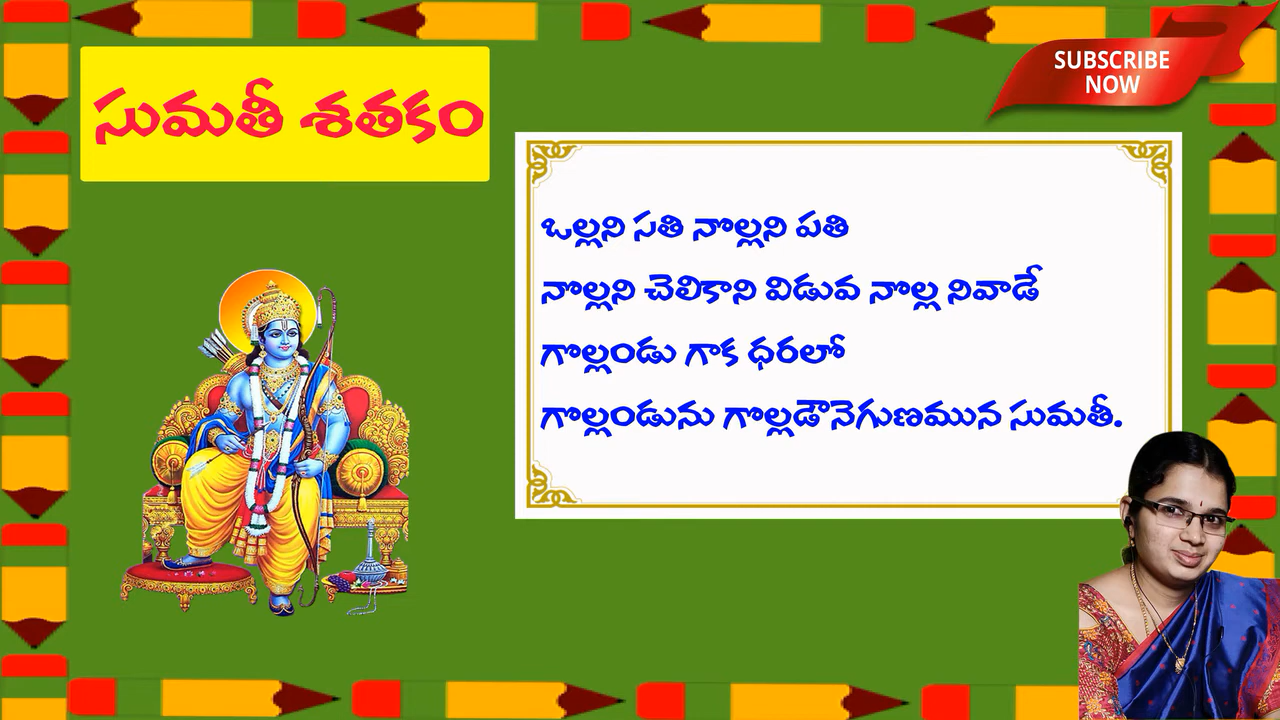 సుమతీ శతకం
SUBSCRIBE
NOW
ఒల్లని సతి నొల్లని పతి
నొల్లని చెలికాని విడువ నొల్ల నివాడే
గొల్లండు గాక ధరలో
గొల్లండును గొల్లడౌనెగుణమున సుమతీ.